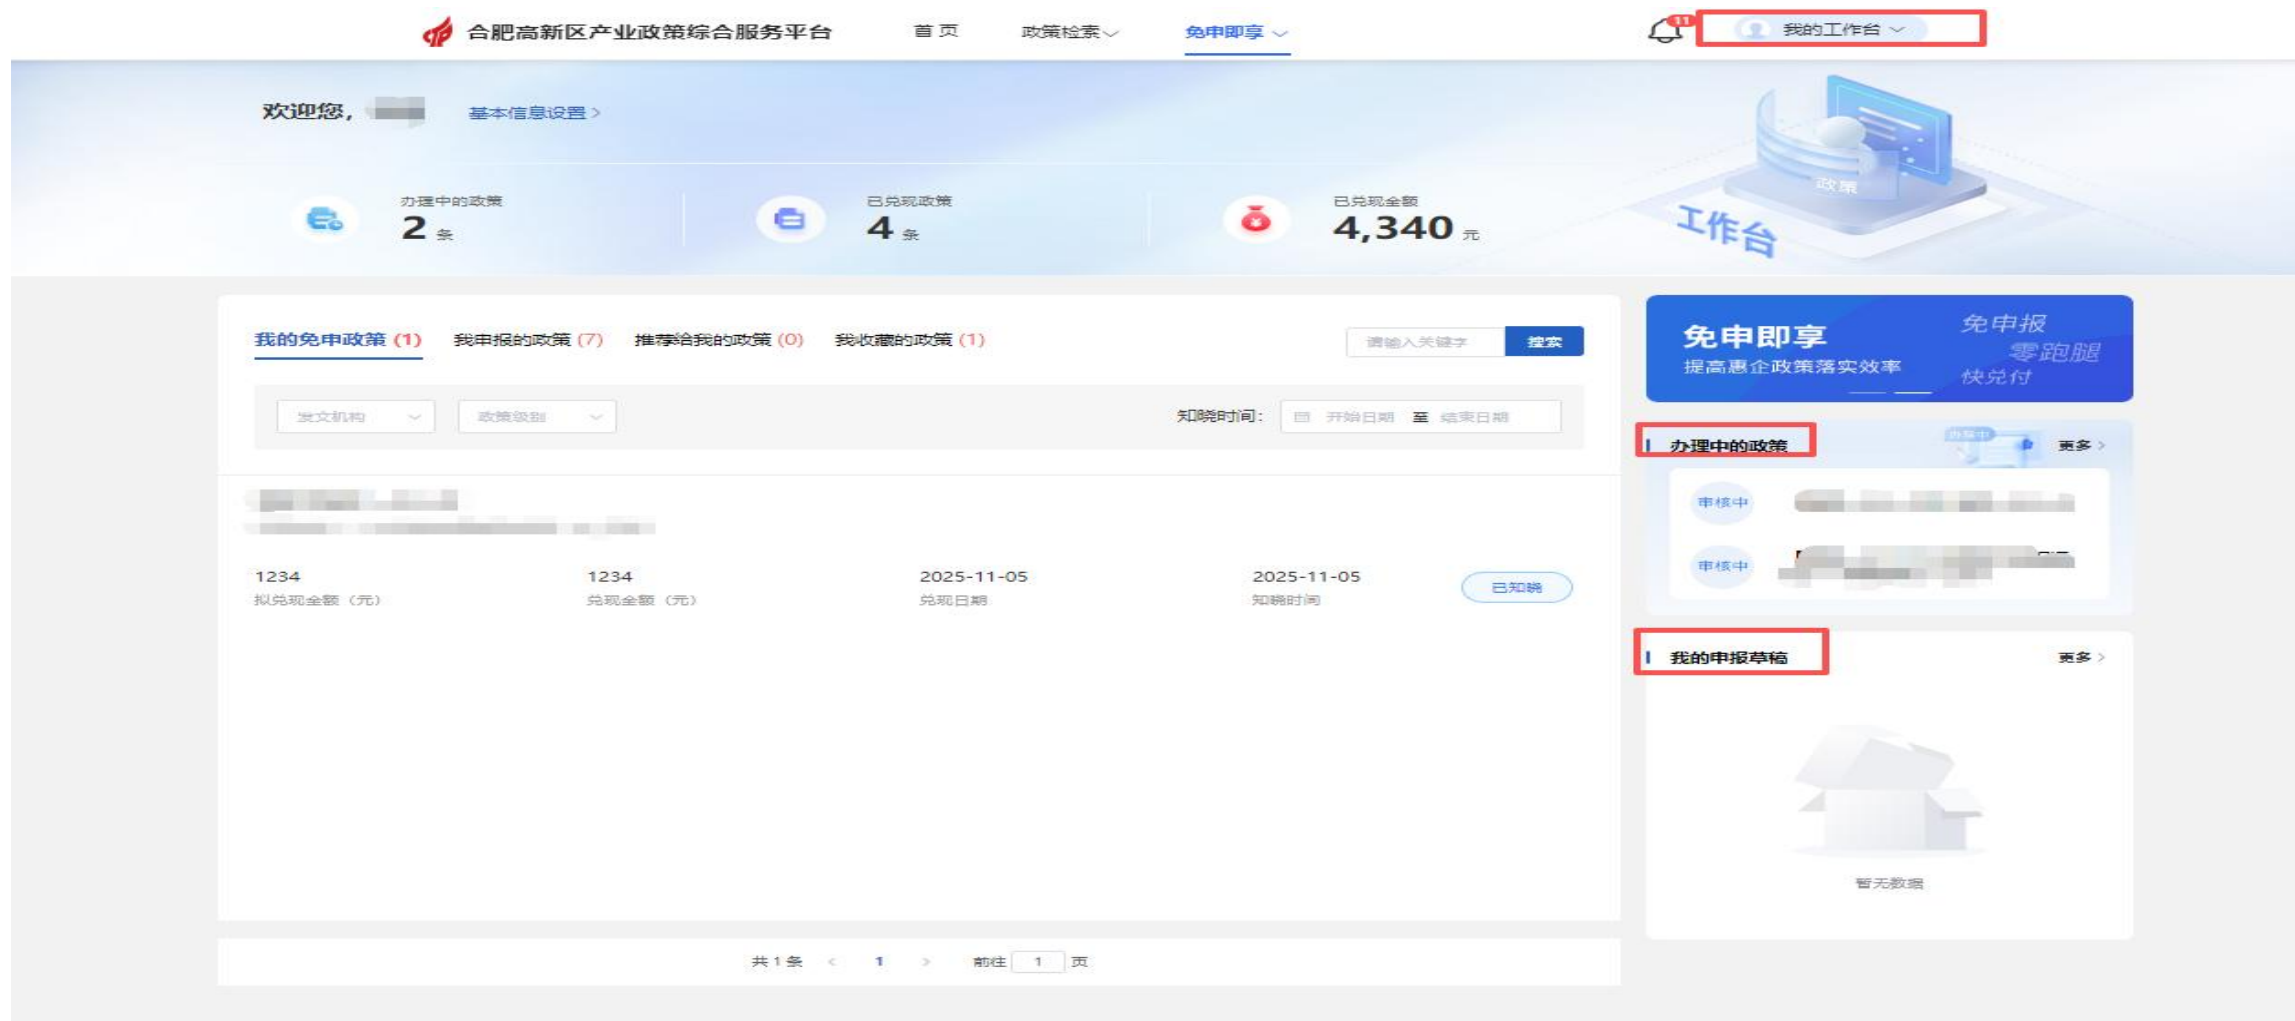 合肥高新区产业政策综合服务平台 首页 政策检索 免申即享 11 我的工作台
欢迎您, 基本信息设置 >
办理中的政策
2 条
已兑现政策
4 条
已兑现金额
4,340 元
政策
工作台
我的免申政策 (1) 我申报的政策 (7) 推荐给我的政策 (0) 我收藏的政策 (1) 请输入关键字 搜索
发文机构 政策级别 知晓时间: 开始日期 至 结束日期
1234
拟兑现金额（元）
1234
兑现金额（元）
2025-11-05
兑现日期
2025-11-05
知晓时间
已知晓
共 1 条 < 1 > 前往 1 页
免申即享
提高惠企政策落实效率
免申报
零跑腿
快兑付
办理中的政策 办理中 更多 >
审核中
审核中
我的申报草稿 更多 >
暂无数据